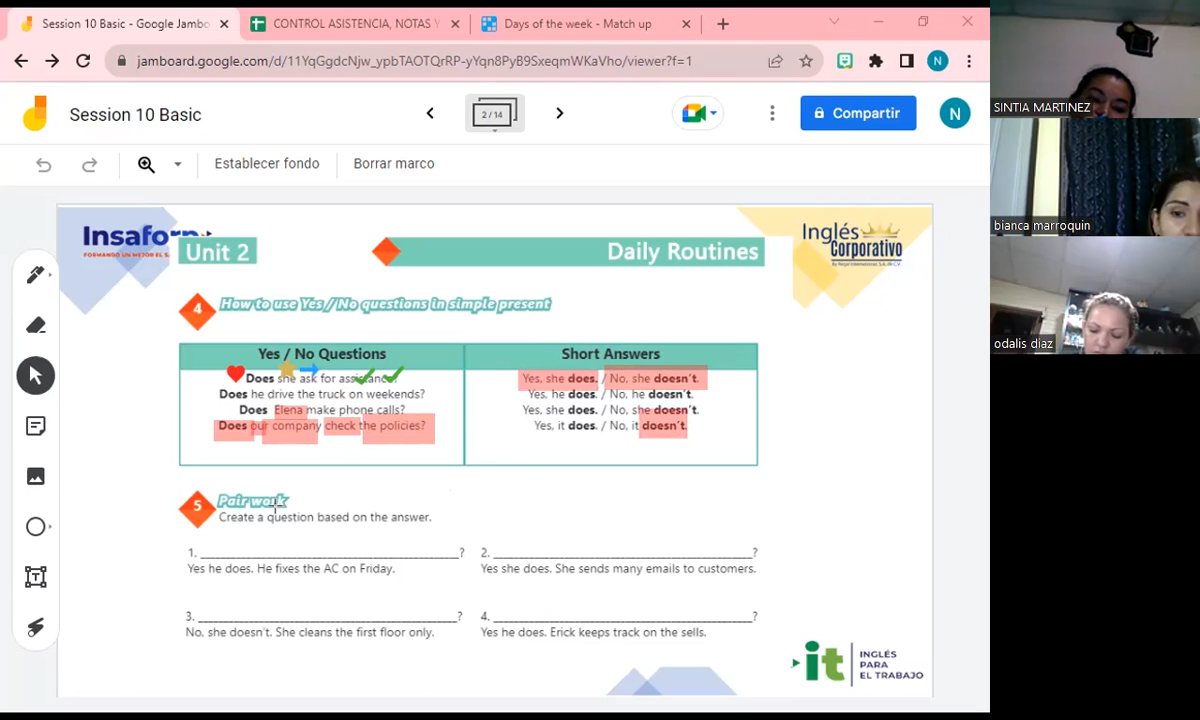 Session 10 Basic - Google Jambo
CONTROL ASISTENCIA, NOTAS Y
Days of the week - Match up
jamboard.google.com/d/11YqGgdcNjw_ypbTAOTQrRP-yYqn8PyB9SxeqmWKaVho/viewer?f=1
N
Session 10 Basic
2 / 14
Compartir
N
Establecer fondo
Borrar marco
Insaforp
FORMANDO UN MEJOR EL S
Unit 2
Daily Routines
Inglés
Corporativo
4
How to use Yes / No questions in simple present
Yes / No Questions
Short Answers
Does she ask for assistance?
Yes, she does. / No, she doesn't.
Does he drive the truck on weekends?
Yes, he does. / No, he doesn't.
Does Elena make phone calls?
Yes, she does. / No, she doesn't.
Does our company check the policies?
Yes, it does. / No, it doesn't.
5
Pair work
Create a question based on the answer.
1. ?
2. ?
Yes he does. He fixes the AC on Friday.
Yes she does. She sends many emails to customers.
3. ?
4. ?
No, she doesn't. She cleans the first floor only.
Yes he does. Erick keeps track on the sells.
it
INGLÉS
PARA
EL TRABAJO
SINTIA MARTINEZ
bianca marroquin
odalis diaz